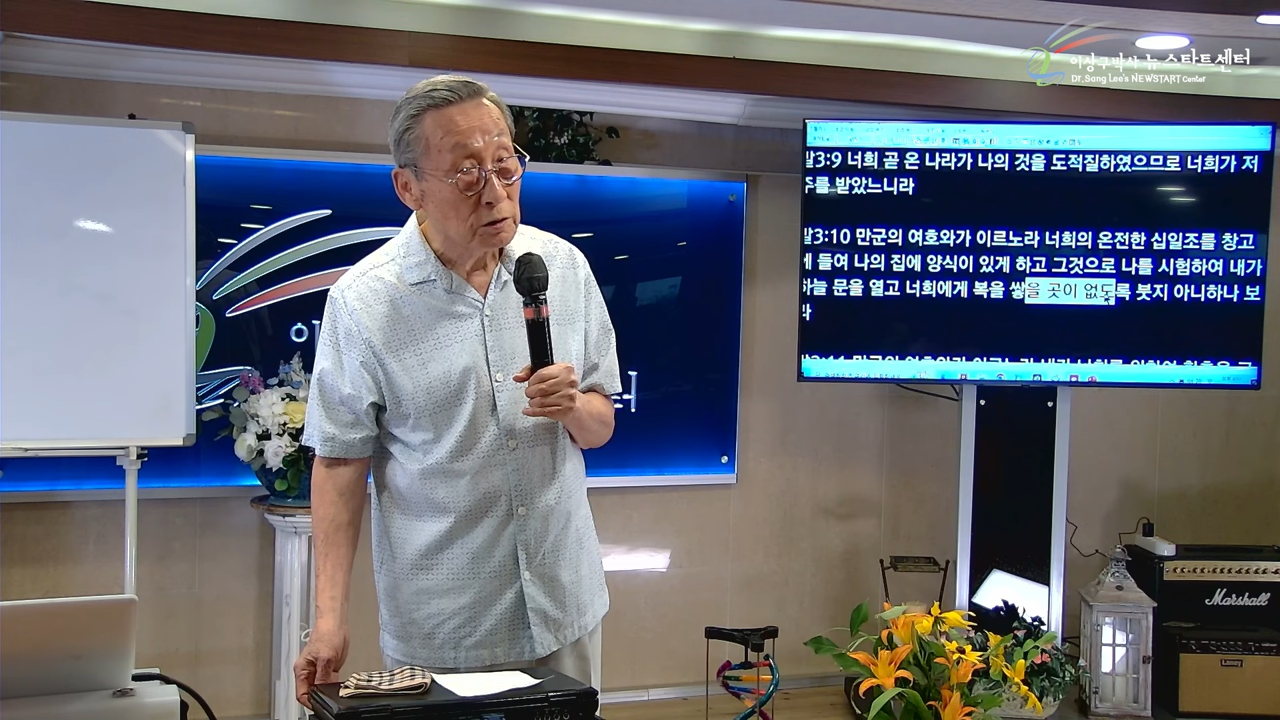 이상구박사 뉴스타트센터
Dr. Sang Lee's NEWSTART Center
말3:9 너희 곧 온 나라가 나의 것을 도적질하였으므로 너희가 저
주를 받았느니라
말3:10 만군의 여호와가 이르노라 너희의 온전한 십일조를 창고
에 들여 나의 집에 양식이 있게 하고 그것으로 나를 시험하여 내가
하늘 문을 열고 너희에게 복을 쌓을 곳이 없도록 붓지 아니하나 보
라
Marshall
Laney